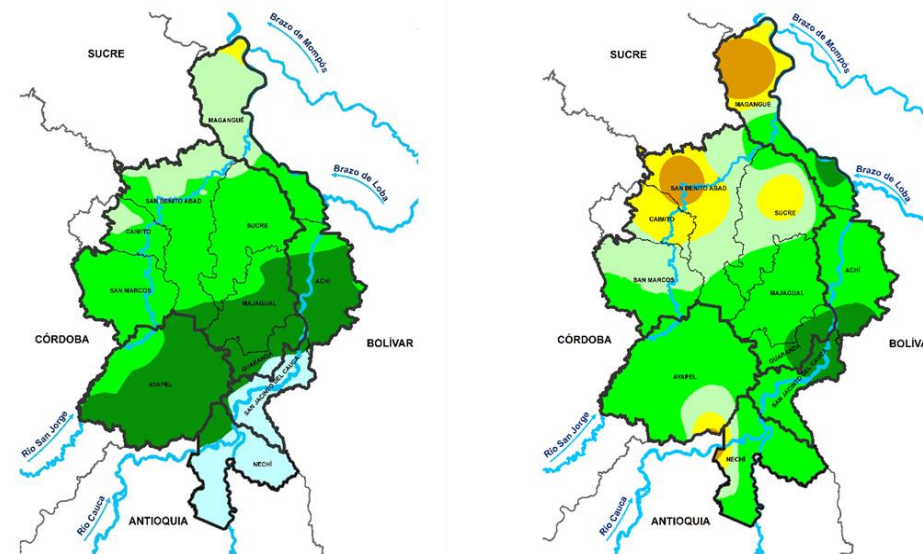 SUCRE
Brazo de Mompós
MAGANGUÉ
Brazo de Loba
SAN BENITO ABAD
CAIMITO
SUCRE
SAN MARCOS
ACHÍ
MAJAGUAL
CÓRDOBA
BOLÍVAR
GUARANDA
AYAPEL
SAN JACINTO DEL CAUCA
Río San Jorge
NECHÍ
Río Cauca
ANTIOQUIA
SUCRE
Brazo de Mompós
MAGANGUÉ
Brazo de Loba
SAN BENITO ABAD
CAIMITO
SUCRE
SAN MARCOS
ACHÍ
MAJAGUAL
CÓRDOBA
BOLÍVA
GUARANDA
AYAPEL
SAN JACINTO DEL CAUCA
Río San Jorge
NECHÍ
Río Cauca
ANTIOQUIA